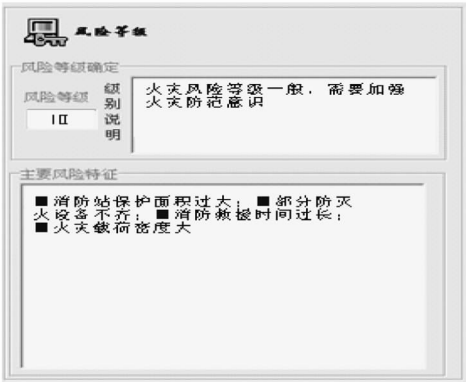 风险等级
风险等级确定
风险等级
III
级别说明
火灾风险等级一般，需要加强
火灾防范意识
主要风险特征
■消防站保护面积过大；■部分防灭
火设备不齐；■消防救援时间过长；
■火灾载荷密度大